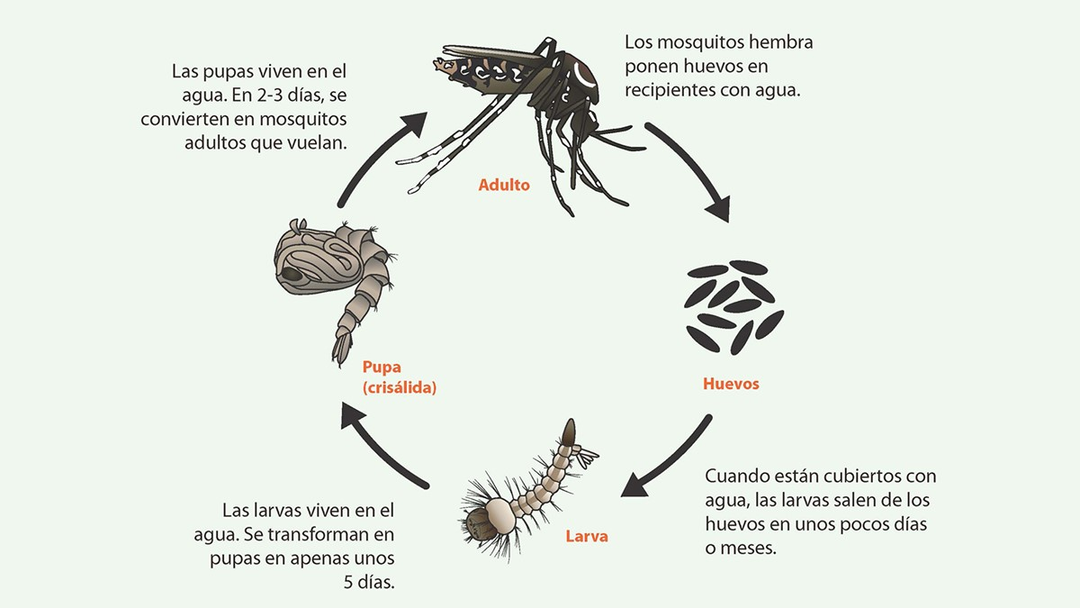 Los mosquitos hembra
ponen huevos en
recipientes con agua.
Adulto
Huevos
Cuando están cubiertos con
agua, las larvas salen de los
huevos en unos pocos días
o meses.
Larva
Las larvas viven en el
agua. Se transforman en
pupas en apenas unos
5 días.
Pupa
(crisálida)
Las pupas viven en el
agua. En 2-3 días, se
convierten en mosquitos
adultos que vuelan.